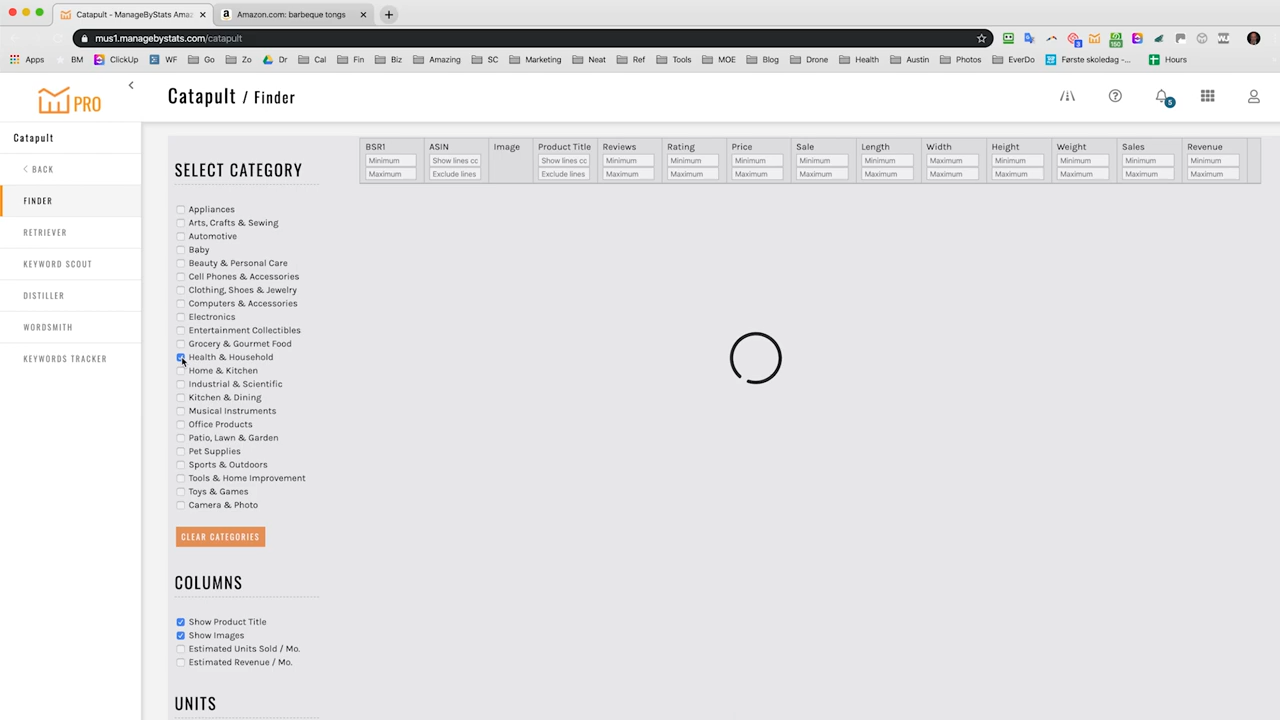 Catapult - ManageByStats Amaz
Amazon.com: barbeque tongs
mus1.managebystats.com/catapult
Apps BM ClickUp WF Go Zo Dr Cal Fin Biz Amazing SC Marketing Neat Ref Tools MOE Blog Drone Health Austin Photos EverDo Første skoledag -... Hours
PRO
Catapult / Finder
5
Catapult
BACK
FINDER
RETRIEVER
KEYWORD SCOUT
DISTILLER
WORDSMITH
KEYWORDS TRACKER
SELECT CATEGORY
Appliances
Arts, Crafts & Sewing
Automotive
Baby
Beauty & Personal Care
Cell Phones & Accessories
Clothing, Shoes & Jewelry
Computers & Accessories
Electronics
Entertainment Collectibles
Grocery & Gourmet Food
Health & Household
Home & Kitchen
Industrial & Scientific
Kitchen & Dining
Musical Instruments
Office Products
Patio, Lawn & Garden
Pet Supplies
Sports & Outdoors
Tools & Home Improvement
Toys & Games
Camera & Photo
CLEAR CATEGORIES
COLUMNS
Show Product Title
Show Images
Estimated Units Sold / Mo.
Estimated Revenue / Mo.
UNITS
BSR1 ASIN Image Product Title Reviews Rating Price Sale Length Width Height Weight Sales Revenue
Minimum Show lines cc Show lines cc Minimum Minimum Minimum Minimum Minimum Maximum Minimum Minimum Minimum Minimum
Maximum Exclude lines Exclude lines Maximum Maximum Maximum Maximum Maximum Maximum Maximum Maximum Maximum Maximum